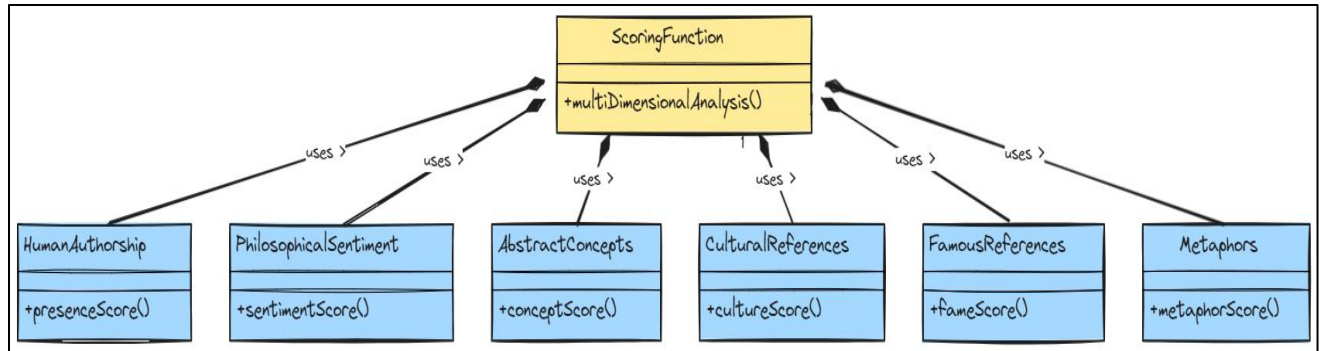 ScoringFunction
+multiDimensionalAnalysis()
1
uses >
uses >
uses >
uses >
uses >
uses >
HumanAuthorship
+presenceScore()
PhilosophicalSentiment
+sentimentScore()
AbstractConcepts
+conceptScore()
CulturalReferences
+cultureScore()
FamousReferences
+fameScore()
Metaphors
+metaphorScore()